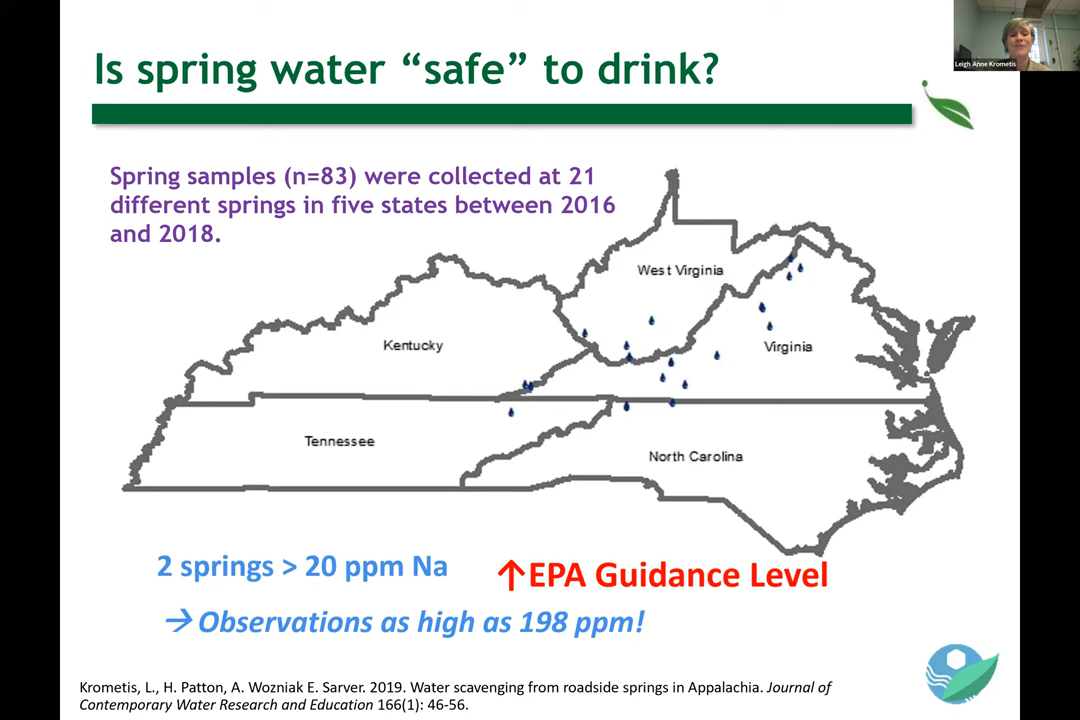 Is spring water “safe” to drink?
Leigh Anne Krometis
Spring samples (n=83) were collected at 21
different springs in five states between 2016
and 2018.
West Virginia
Kentucky
Virginia
Tennessee
North Carolina
2 springs > 20 ppm Na
↑EPA Guidance Level
→ Observations as high as 198 ppm!
Krometis, L., H. Patton, A. Wozniak E. Sarver. 2019. Water scavenging from roadside springs in Appalachia. Journal of
Contemporary Water Research and Education 166(1): 46-56.